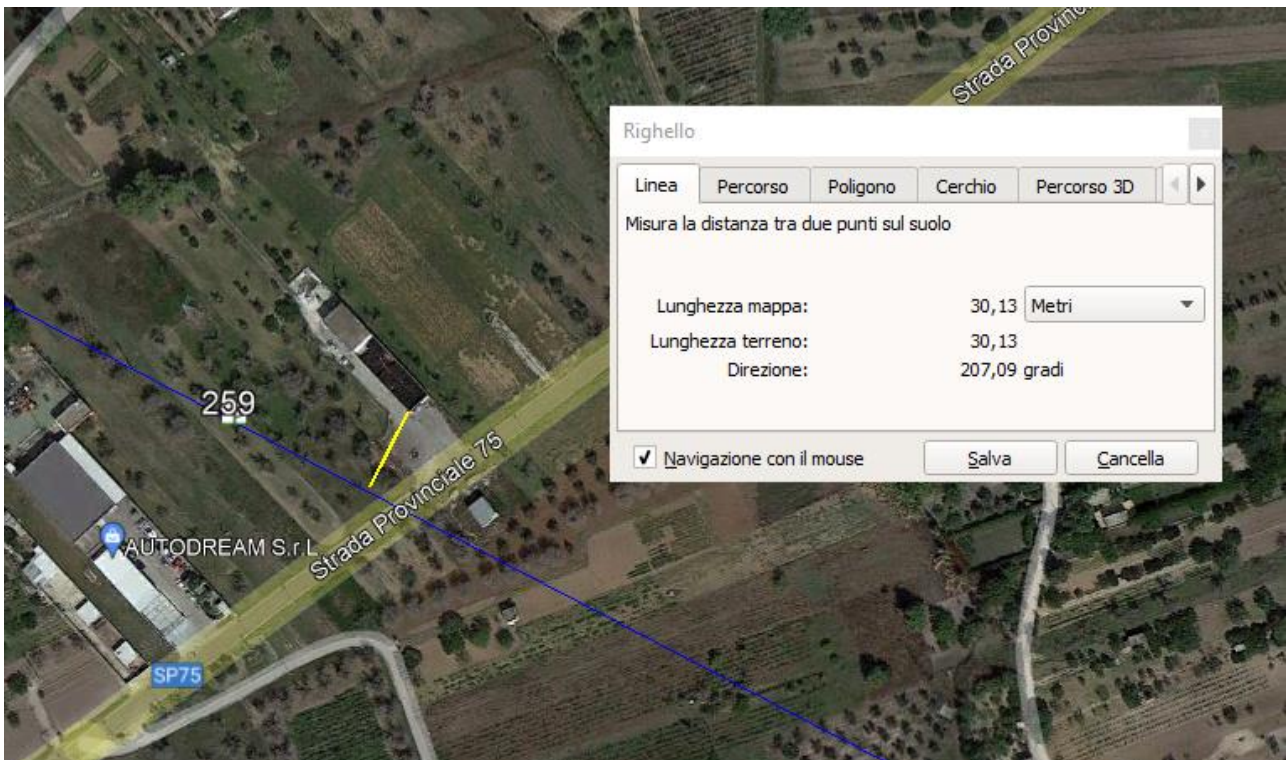 Strada Provinci
Righello
Linea
Percorso
Poligono
Cerchio
Percorso 3D
Misura la distanza tra due punti sul suolo
Lunghezza mappa:
30,13
Metri
Lunghezza terreno:
30,13
Direzione:
207,09 gradi
Navigazione con il mouse
Salva
Cancella
259
Strada Provinciale 75
AUTODREAM S.r.L
SP75